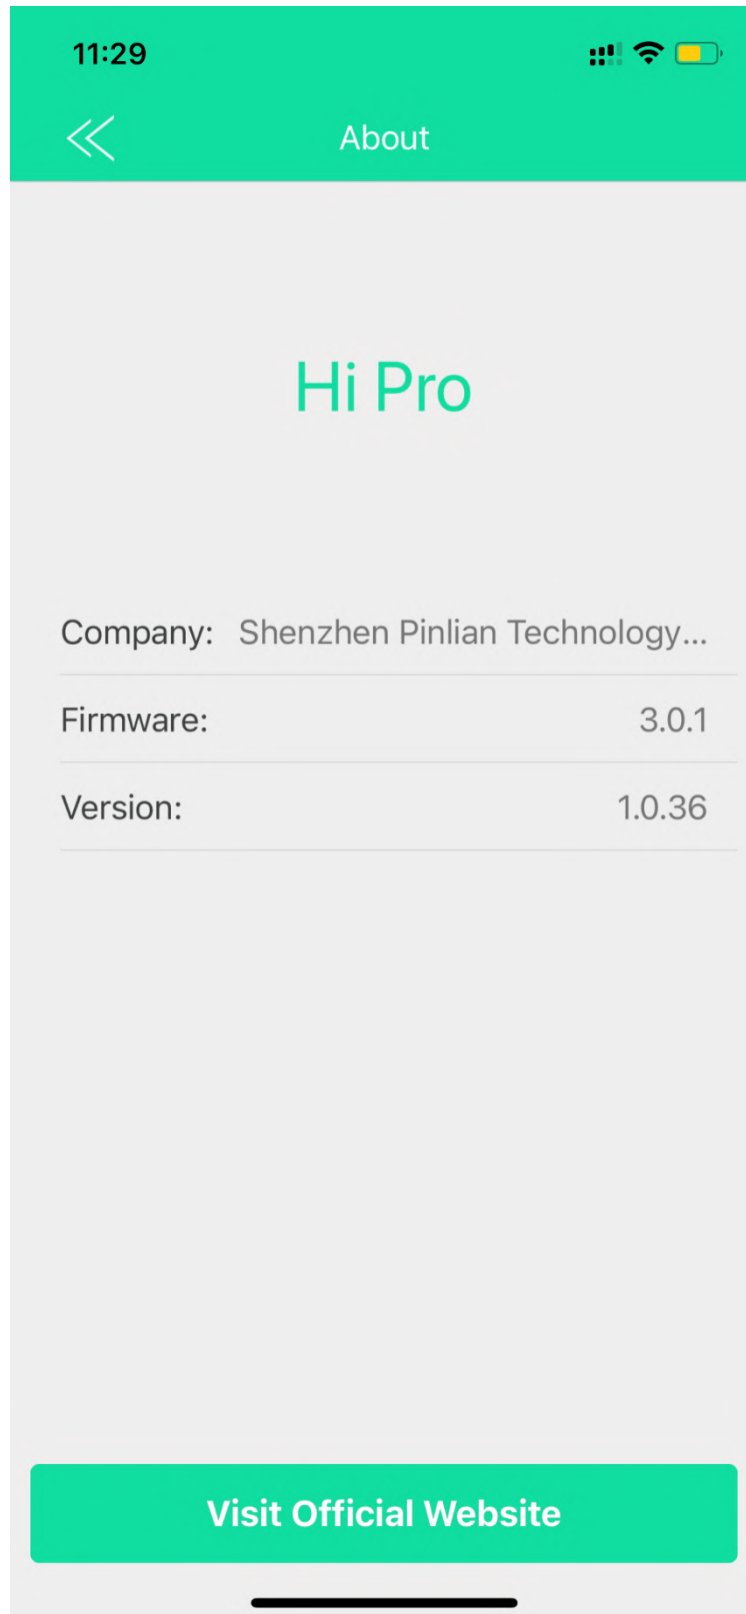 11:29
About
Hi Pro
Company: Shenzhen Pinlian Technology...
Firmware: 3.0.1
Version: 1.0.36
Visit Official Website